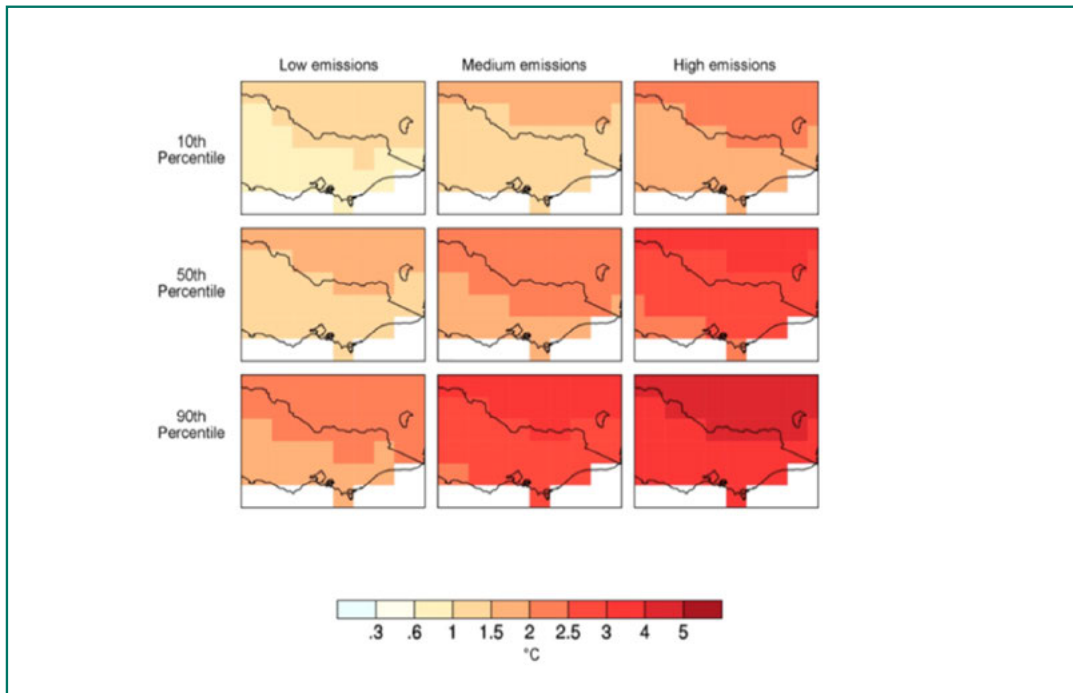 Low emissions Medium emissions High emissions
10th
Percentile
50th
Percentile
90th
Percentile
.3 .6 1 1.5 2 2.5 3 4 5
°C